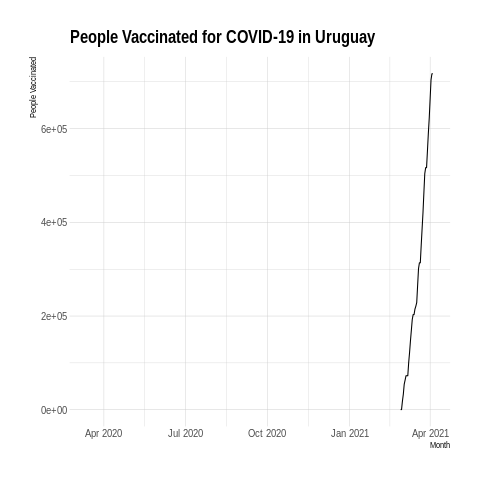 People Vaccinated for COVID-19 in Uruguay
People Vaccinated
6e+05
4e+05
2e+05
0e+00
Apr 2020 Jul 2020 Oct 2020 Jan 2021 Apr 2021
Month